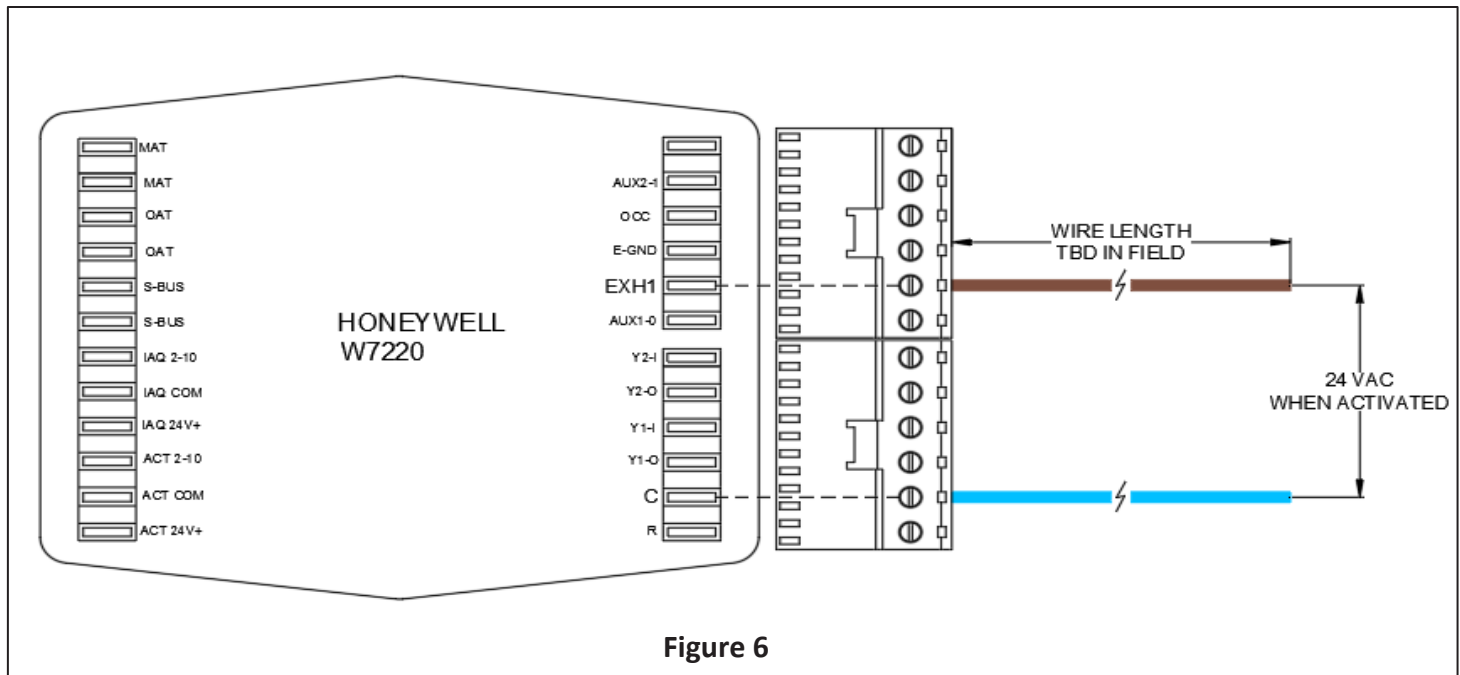 MAT
MAT
OAT
OAT
S-BUS
S-BUS
IAQ 2-10
IAQ COM
IAQ 24V+
ACT 2-10
ACT COM
ACT 24V+
HONEYWELL
W7220
AUX2-1
OCC
E-GND
EXH1
AUX1-0
Y2-I
Y2-O
Y1-I
Y1-O
C
R
WIRE LENGTH
TBD IN FIELD
24 VAC
WHEN ACTIVATED
Figure 6